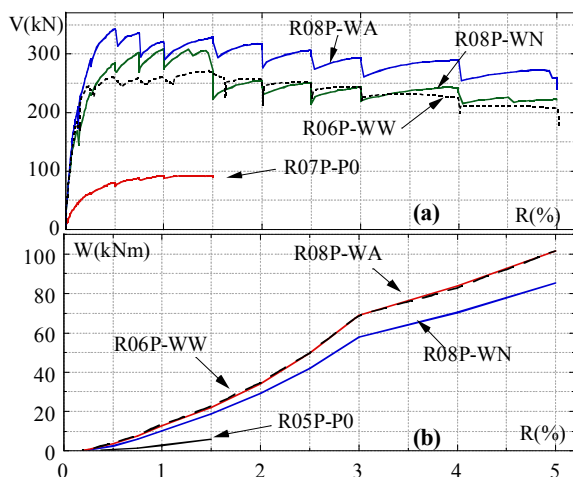 V(kN)
R08P-WA
300
R08P-WN
200
R06P-WW
100
R07P-P0
0
(a)
R(%)
100
W(kNm)
R08P-WA
80
60
R06P-WW
R08P-WN
40
20
R05P-P0
0
(b)
R(%)
0 1 2 3 4 5